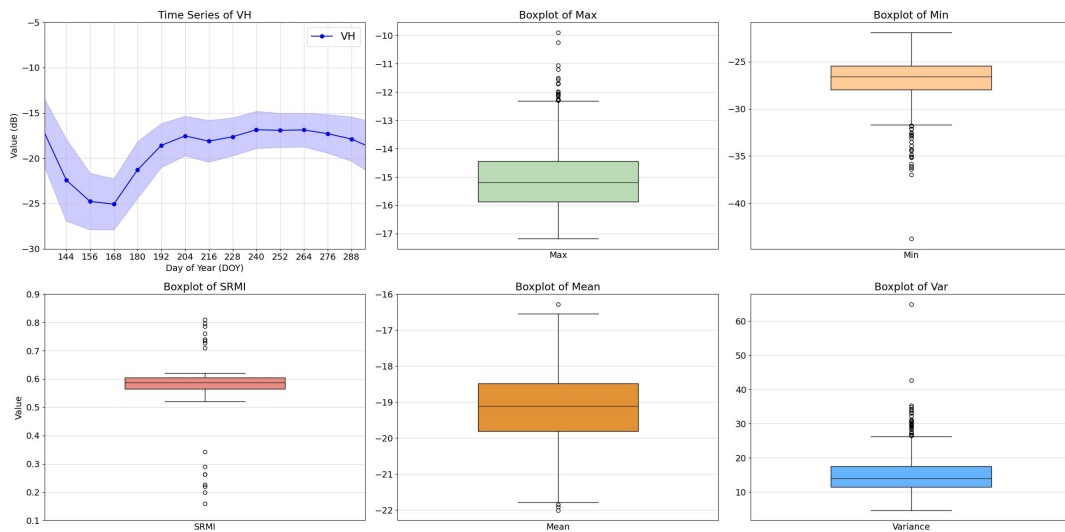 Time Series of VH
−5
−10
−15
−20
−25
−30
Value (dB)
VH
144 156 168 180 192 204 216 228 240 252 264 276 288
Day of Year (DOY)
Boxplot of Max
−10
−11
−12
−13
−14
−15
−16
−17
Max
Boxplot of Min
−25
−30
−35
−40
Min
Boxplot of SRMI
0.9
0.8
0.7
0.6
0.5
0.4
0.3
0.2
0.1
Value
SRMI
Boxplot of Mean
−16
−17
−18
−19
−20
−21
−22
Mean
Boxplot of Var
60
50
40
30
20
10
Variance